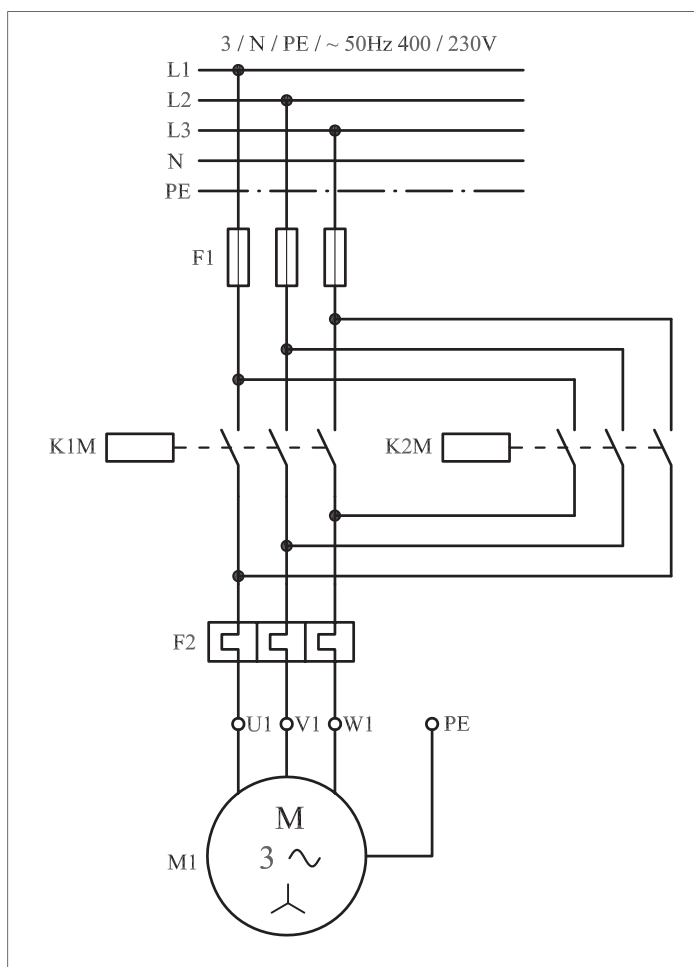 3 / N / PE / ~ 50Hz 400 / 230V
L1
L2
L3
N
PE
F1
K1M
K2M
F2
U1 V1 W1 PE
M
M1
3 ~